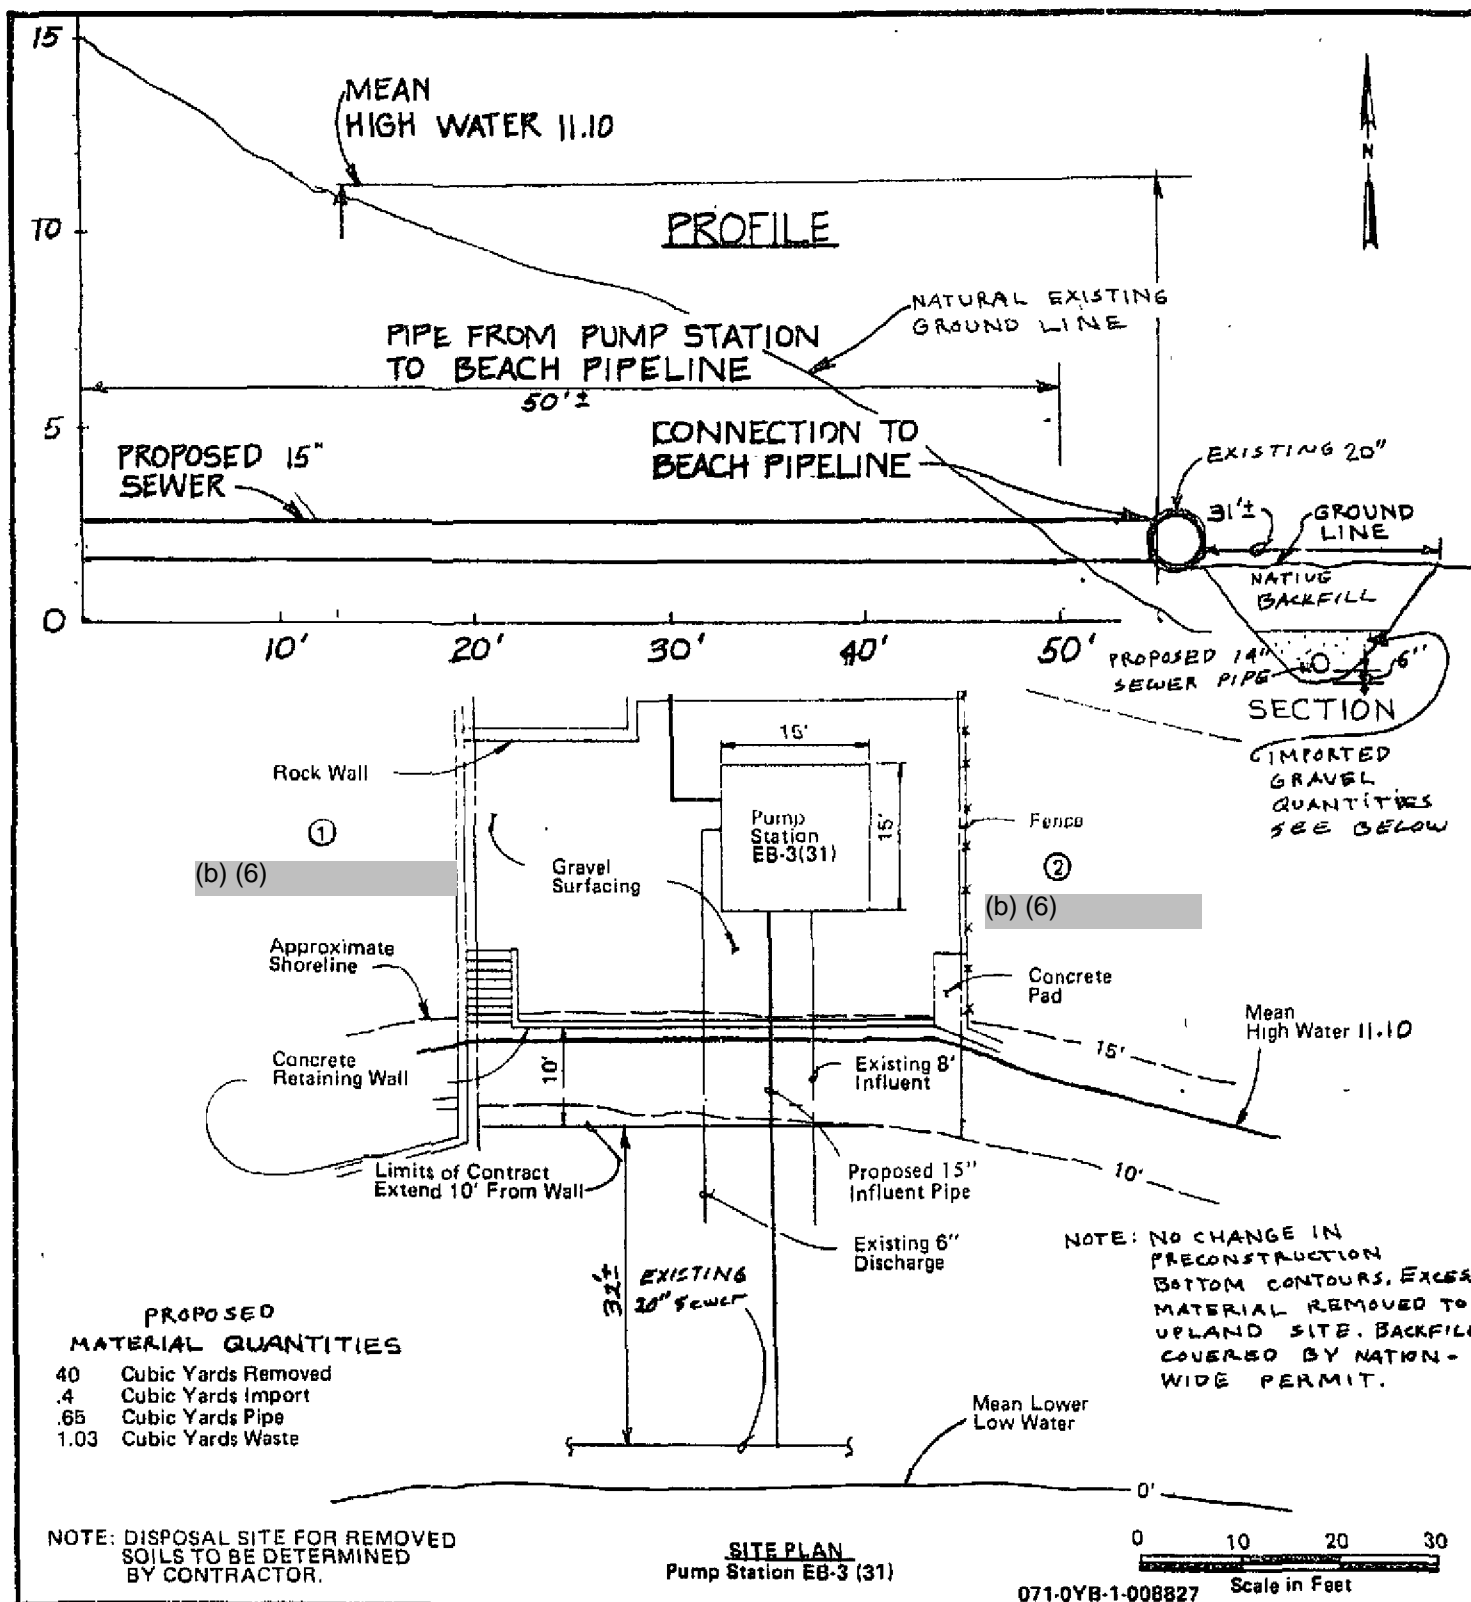 15
MEAN
HIGH WATER 11.10
N
10
PROFILE
NATURAL EXISTING
GROUND LINE
PIPE FROM PUMP STATION
TO BEACH PIPELINE
50'±
5
CONNECTION TO
BEACH PIPELINE
PROPOSED 15"
SEWER
EXISTING 20"
31'±
GROUND
LINE
NATIVE
BACKFILL
0
10'
20'
30'
40'
50'
PROPOSED 14"
SEWER PIPE
6"
SECTION
IMPORTED
GRAVEL
QUANTITIES
SEE BELOW
15'
Rock Wall
Pump
Station
EB-3(31)
15'
Fence
1
2
(b) (6)
(b) (6)
Gravel
Surfacing
Approximate
Shoreline
Concrete
Pad
Mean
High Water 11.10
15'
Concrete
Retaining Wall
10'
Existing 8'
Influent
Limits of Contract
Extend 10' From Wall
Proposed 15"
Influent Pipe
10'
Existing 6"
Discharge
NOTE: NO CHANGE IN
PRECONSTRUCTION
BOTTOM CONTOURS. EXCES
MATERIAL REMOVED TO
UPLAND SITE. BACKFILL
COVERED BY NATION-
WIDE PERMIT.
32'±
EXISTING
20" Sewer
PROPOSED
MATERIAL QUANTITIES
40 Cubic Yards Removed
.4 Cubic Yards Import
.65 Cubic Yards Pipe
1.03 Cubic Yards Waste
Mean Lower
Low Water
0'
NOTE: DISPOSAL SITE FOR REMOVED
SOILS TO BE DETERMINED
BY CONTRACTOR.
SITE PLAN
Pump Station EB-3 (31)
0 10 20 30
Scale in Feet
071-0YB-1-008827